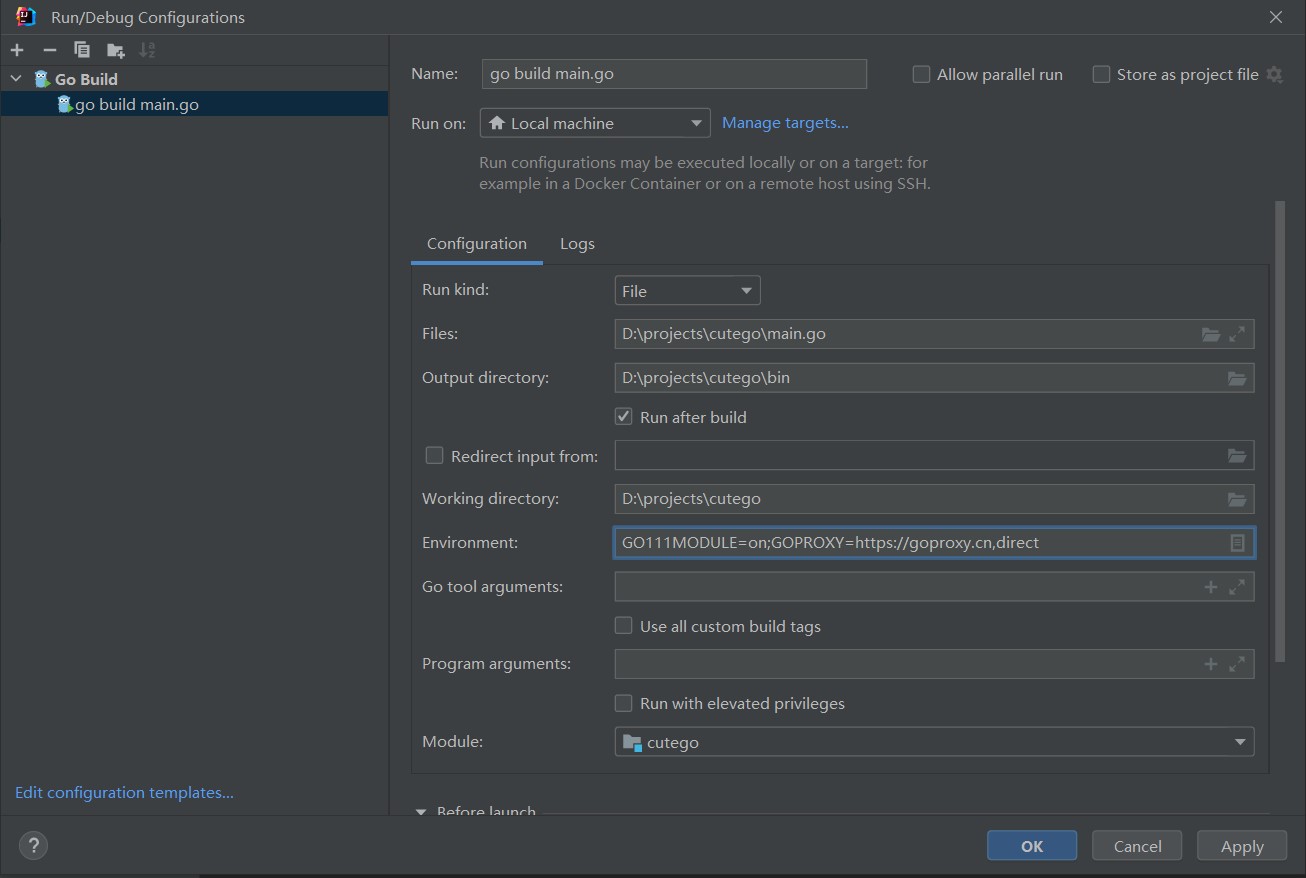 Run/Debug Configurations
Go Build
go build main.go
Edit configuration templates...
Name: go build main.go Allow parallel run Store as project file
Run on: Local machine Manage targets...
Run configurations may be executed locally or on a target: for
example in a Docker Container or on a remote host using SSH.
Configuration Logs
Run kind: File
Files: D:\projects\cutego\main.go
Output directory: D:\projects\cutego\bin
Run after build
Redirect input from:
Working directory: D:\projects\cutego
Environment: GO111MODULE=on;GOPROXY=https://goproxy.cn,direct
Go tool arguments:
Use all custom build tags
Program arguments:
Run with elevated privileges
Module: cutego
Before launch
? OK Cancel Apply